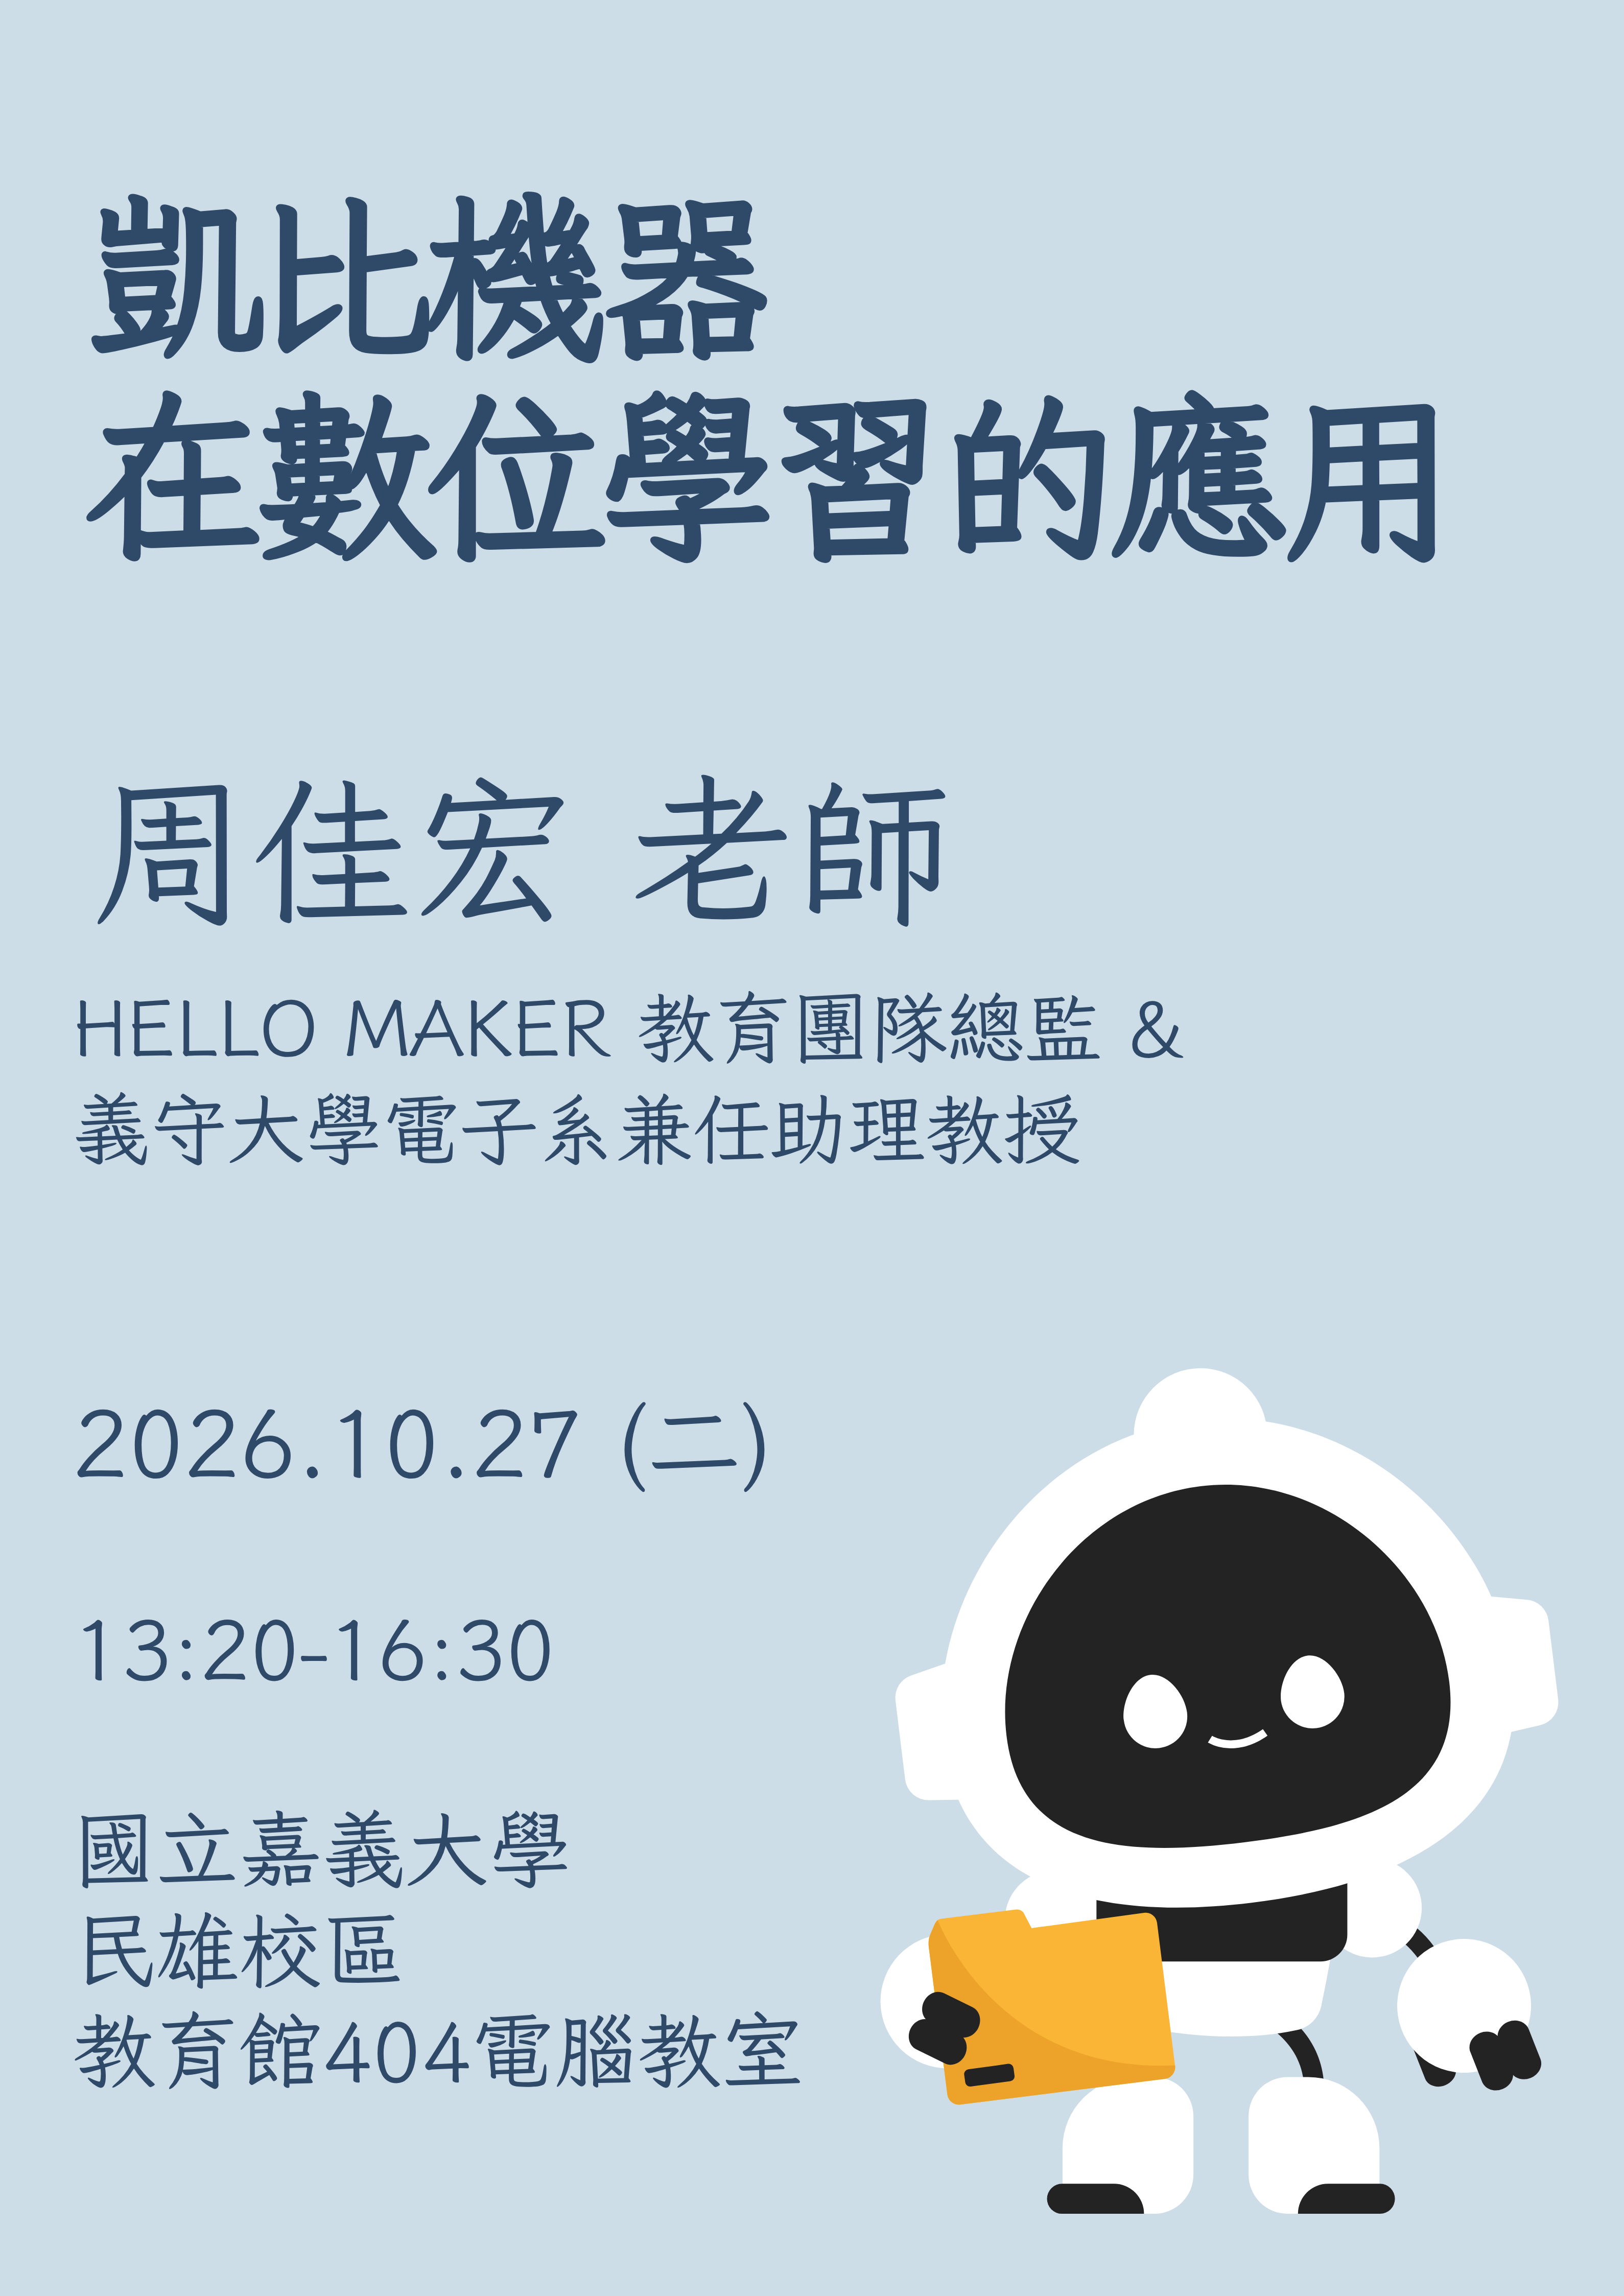 凱比機器
在數位學習的應用
周佳宏 老師
HELLO MAKER 教育團隊總監 &
義守大學電子系兼任助理教授
2026.10.27 (二)
13:20-16:30
國立嘉義大學
民雄校區
教育館404電腦教室